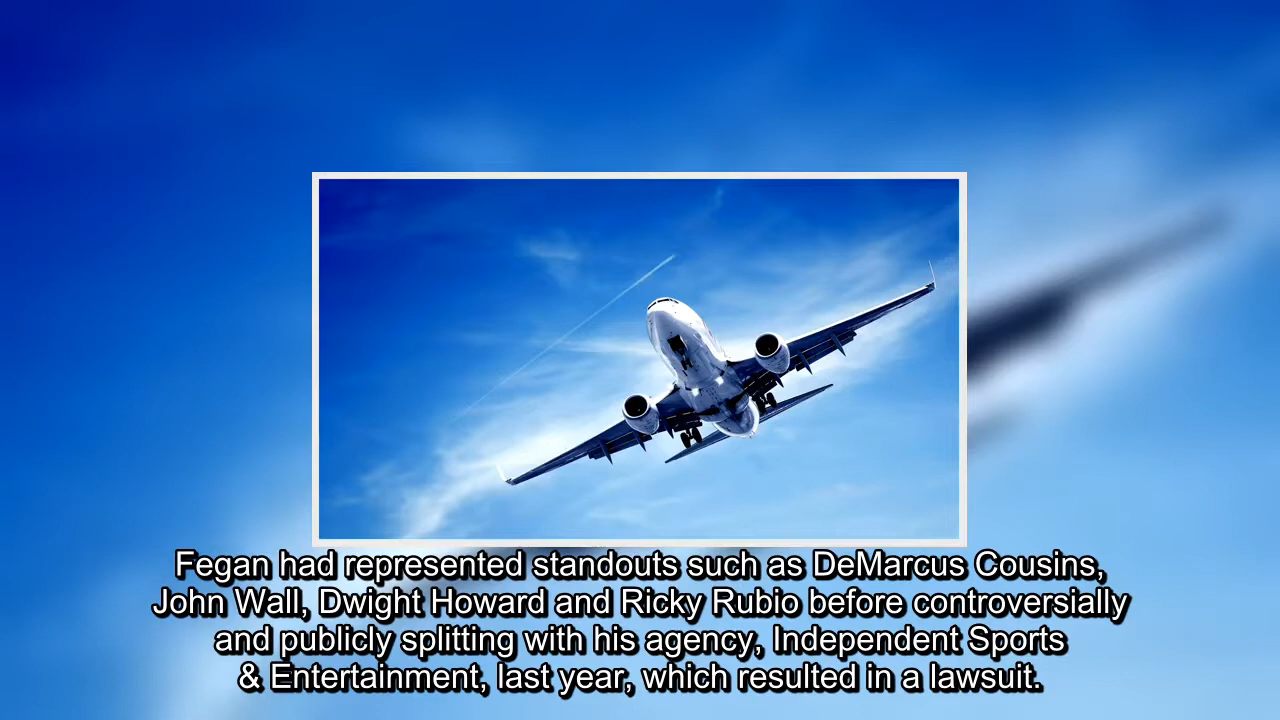 Fegan had represented standouts such as DeMarcus Cousins,
John Wall, Dwight Howard and Ricky Rubio before controversially
and publicly splitting with his agency, Independent Sports
& Entertainment, last year, which resulted in a lawsuit.